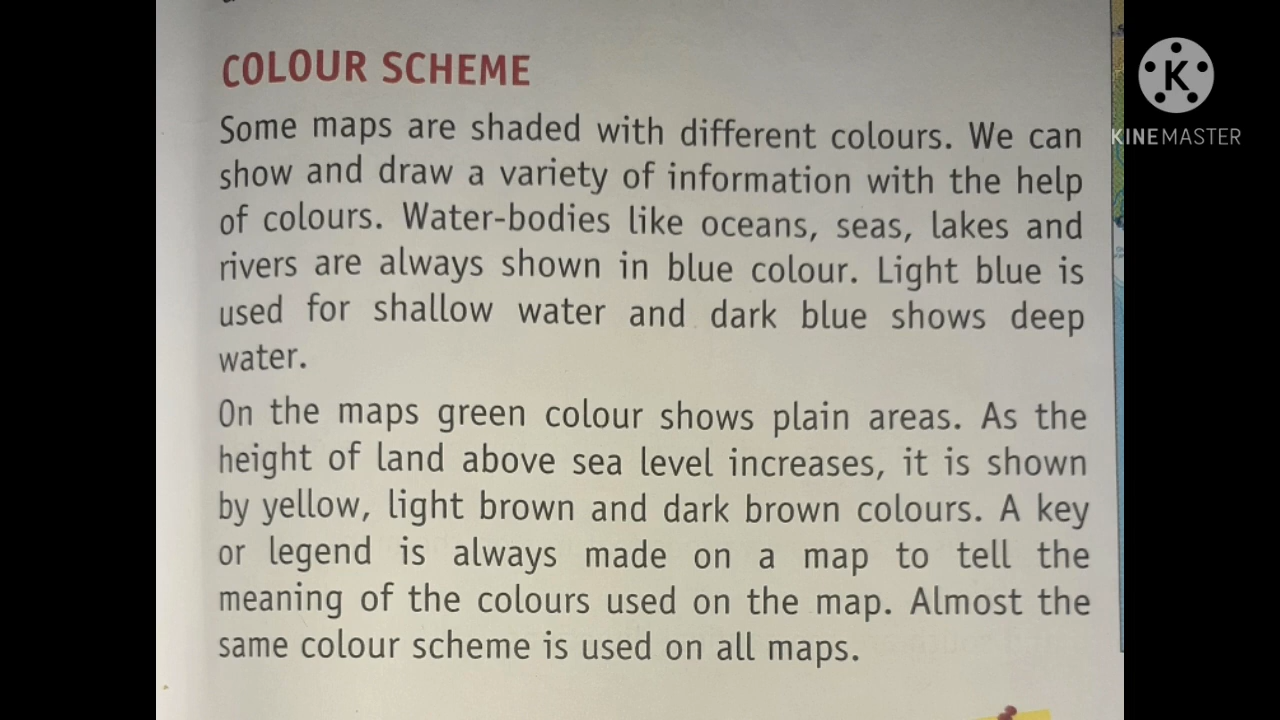 COLOUR SCHEME
Some maps are shaded with different colours. We can
show and draw a variety of information with the help
of colours. Water-bodies like oceans, seas, lakes and
rivers are always shown in blue colour. Light blue is
used for shallow water and dark blue shows deep
water.
On the maps green colour shows plain areas. As the
height of land above sea level increases, it is shown
by yellow, light brown and dark brown colours. A key
or legend is always made on a map to tell the
meaning of the colours used on the map. Almost the
same colour scheme is used on all maps.
K
KINEMASTER